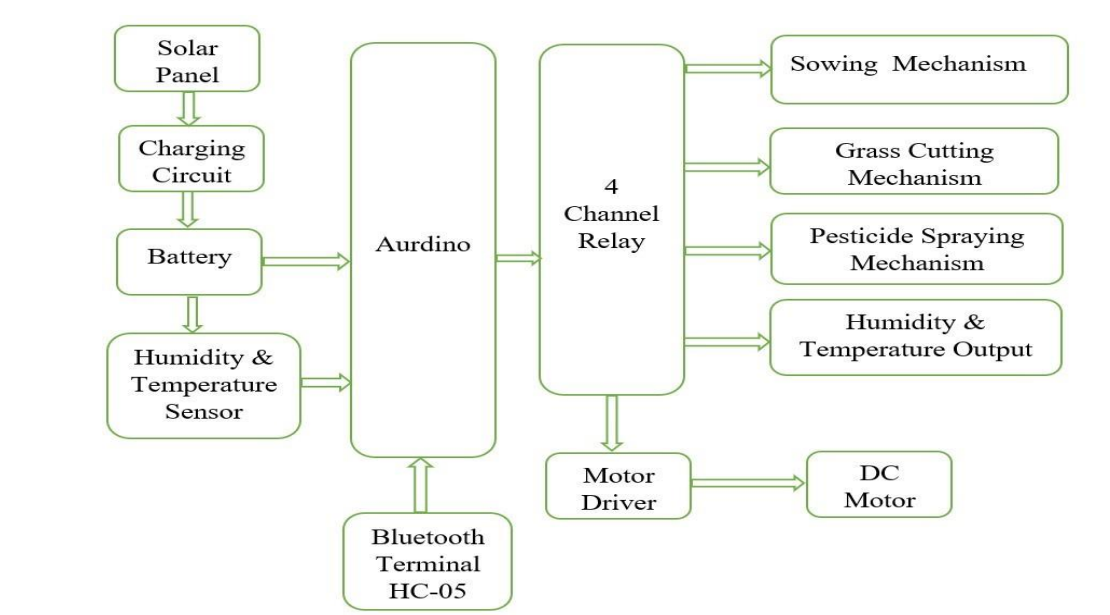 Solar
Panel
Charging
Circuit
Battery
Humidity &
Temperature
Sensor
Aurdino
Bluetooth
Terminal
HC-05
4
Channel
Relay
Sowing Mechanism
Grass Cutting
Mechanism
Pesticide Spraying
Mechanism
Humidity &
Temperature Output
Motor
Driver
DC
Motor